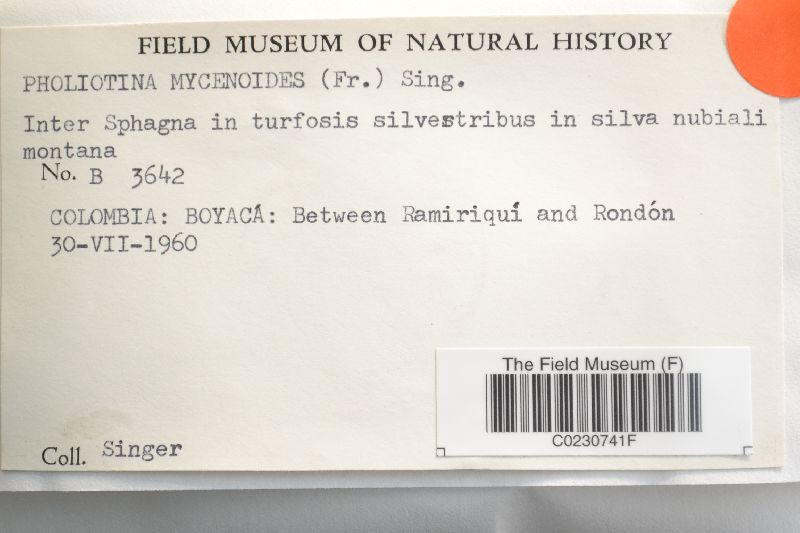 FIELD MUSEUM OF NATURAL HISTORY
PHOLIOTINA MYCENOIDES (Fr.) Sing.
Inter Sphagna in turfosis silvestribus in silva nubiali
montana
No. B 3642
COLOMBIA: BOYACÁ: Between Ramiriquí and Rondón
30-VII-1960
The Field Museum (F)
C0230741F
Coll. Singer